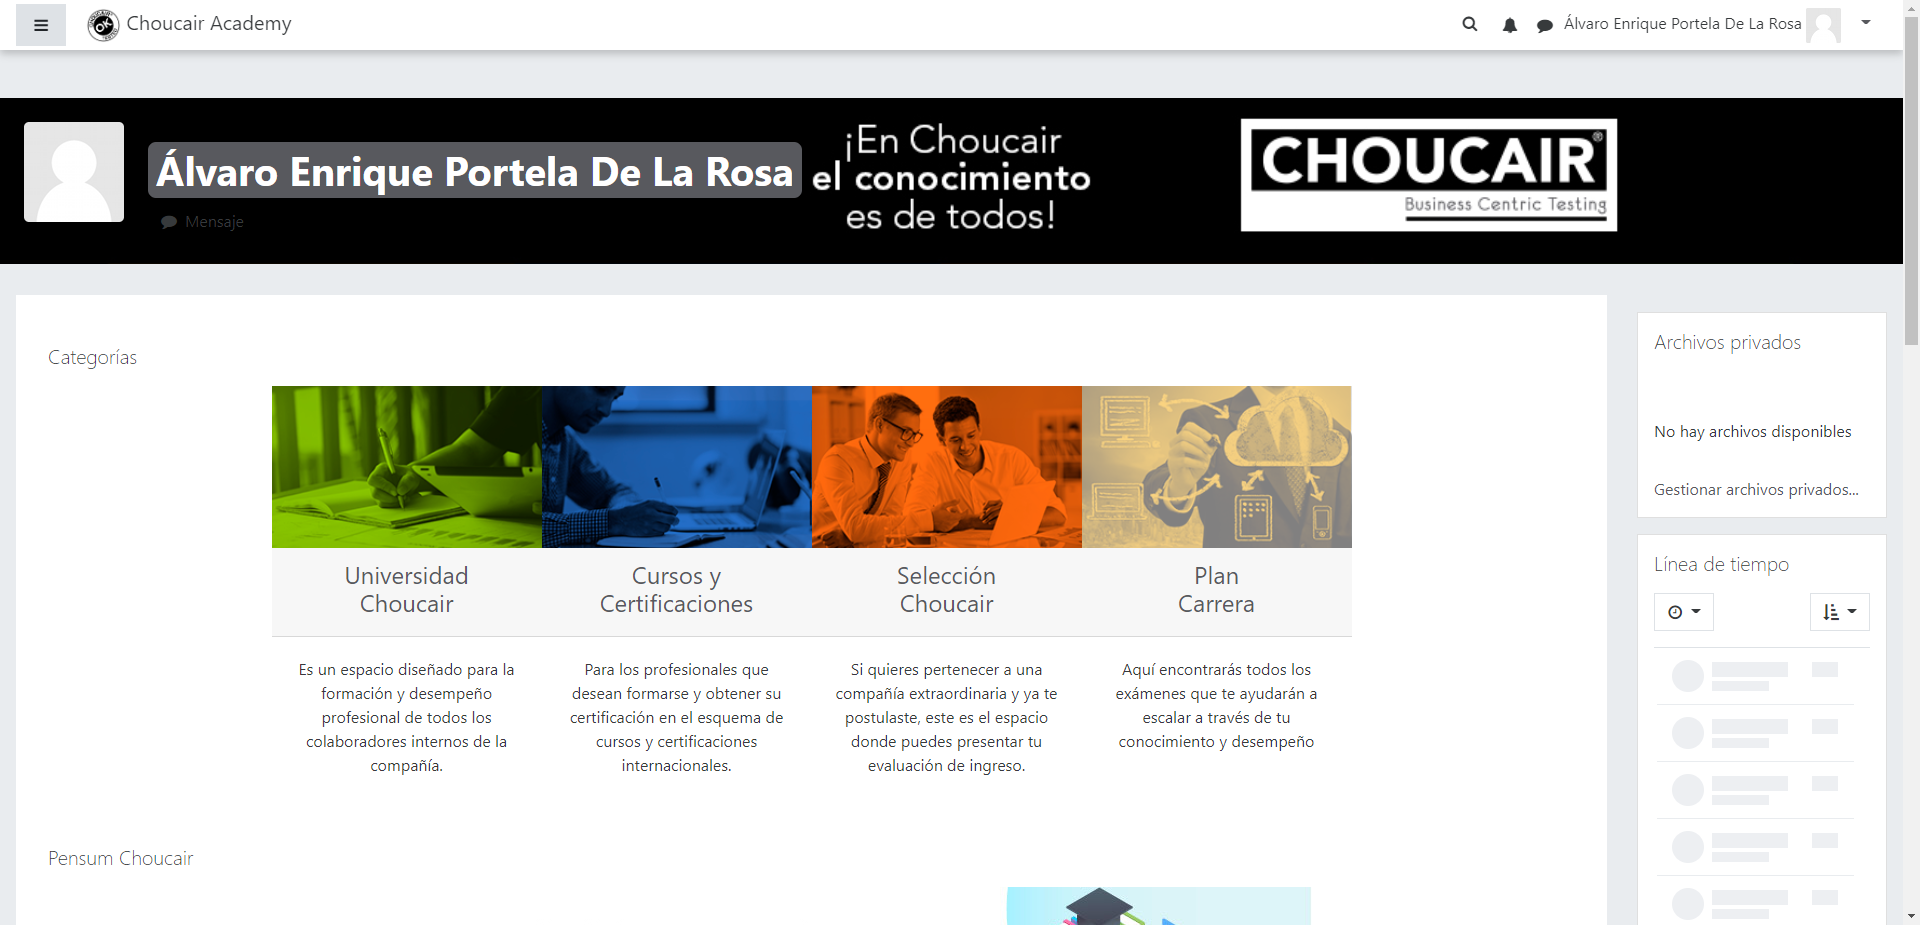 Choucair Academy
Álvaro Enrique Portela De La Rosa
Álvaro Enrique Portela De La Rosa
Mensaje
¡En Choucair
el conocimiento
es de todos!
CHOUCAIR®
Business Centric Testing
Categorías
Universidad
Choucair
Es un espacio diseñado para la
formación y desempeño
profesional de todos los
colaboradores internos de la
compañía.
Cursos y
Certificaciones
Para los profesionales que
desean formarse y obtener su
certificación en el esquema de
cursos y certificaciones
internacionales.
Selección
Choucair
Si quieres pertenecer a una
compañía extraordinaria y ya te
postulaste, este es el espacio
donde puedes presentar tu
evaluación de ingreso.
Plan
Carrera
Aquí encontrarás todos los
exámenes que te ayudarán a
escalar a través de tu
conocimiento y desempeño
Pensum Choucair
Archivos privados
No hay archivos disponibles
Gestionar archivos privados...
Línea de tiempo